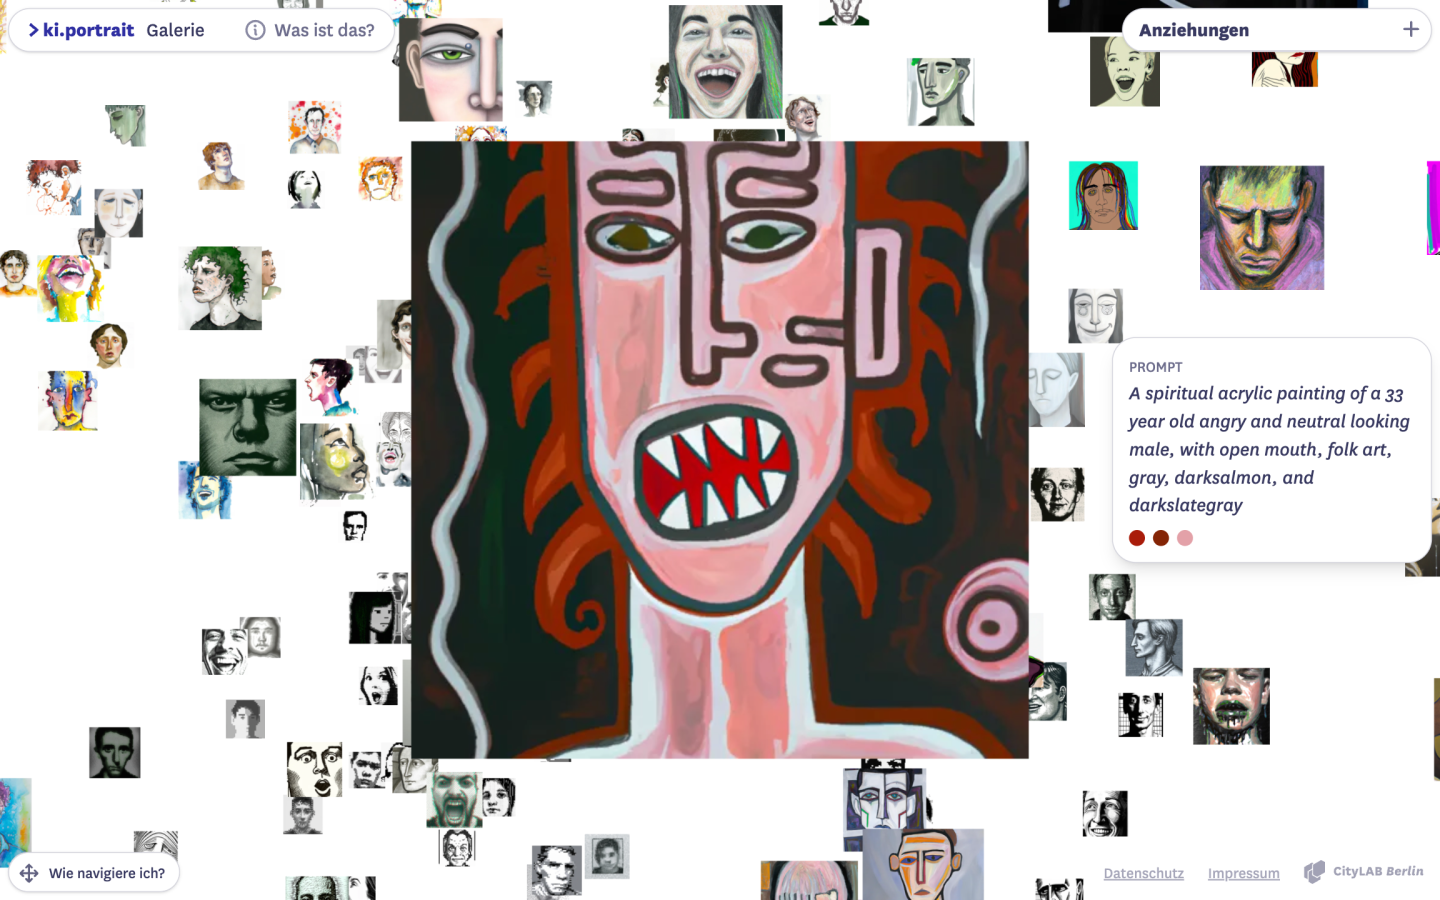 ki.portrait Galerie Was ist das?
Anziehungen
PROMPT
A spiritual acrylic painting of a 33
year old angry and neutral looking
male, with open mouth, folk art,
gray, darksalmon, and
darkslategray
Wie navigiere ich?
Datenschutz Impressum CityLAB Berlin